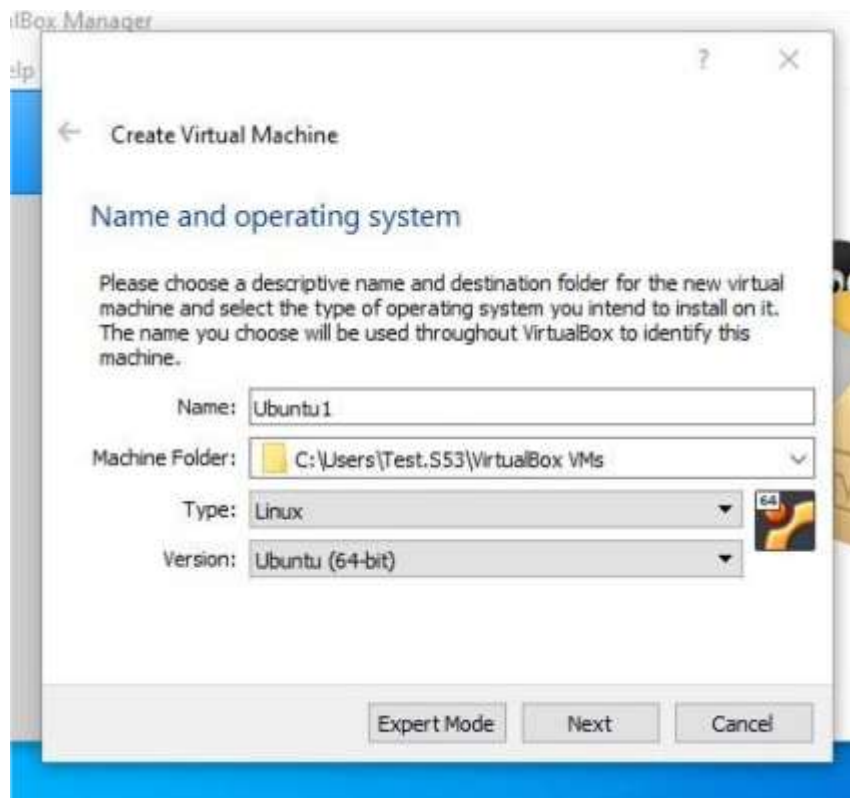 lBox Manager
elp
?
Create Virtual Machine
Name and operating system
Please choose a descriptive name and destination folder for the new virtual
machine and select the type of operating system you intend to install on it.
The name you choose will be used throughout VirtualBox to identify this
machine.
Name: Ubuntu1
Machine Folder: C:\Users\Test.S53\VirtualBox VMs
Type: Linux
64
Version: Ubuntu (64-bit)
Expert Mode Next Cancel